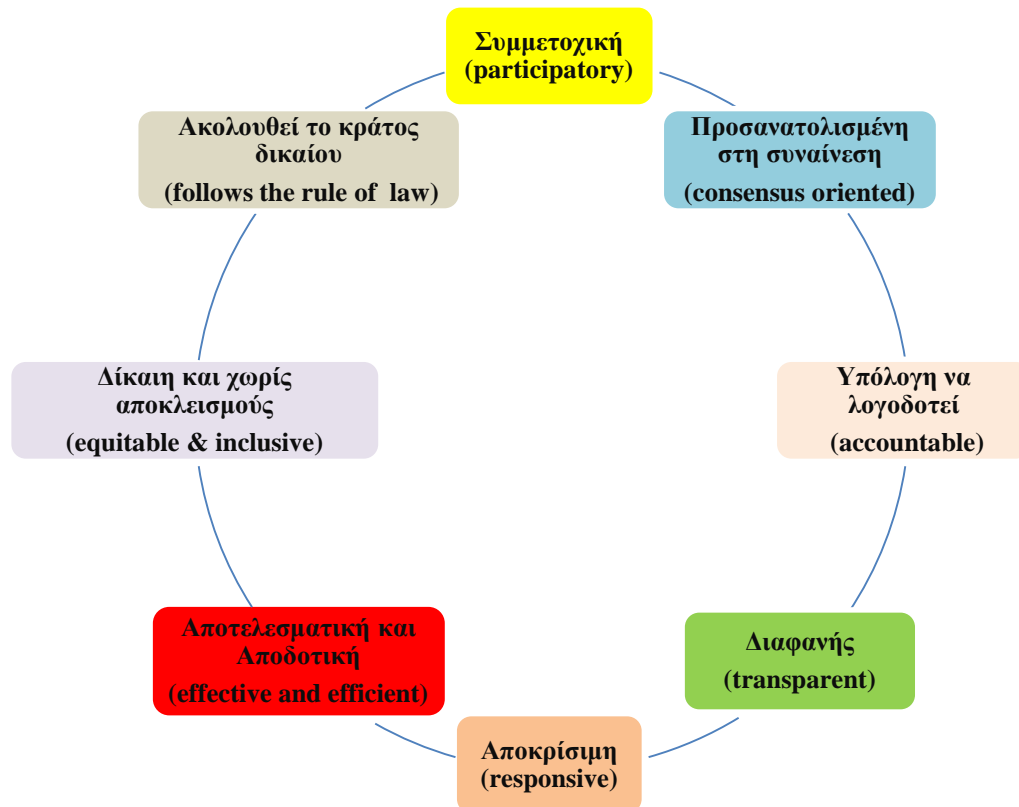 Συμμετοχική
(participatory)
Προσανατολισμένη
στη συναίνεση
(consensus oriented)
Υπόλογη να
λογοδοτεί
(accountable)
Διαφανής
(transparent)
Αποκρίσιμη
(responsive)
Αποτελεσματική και
Αποδοτική
(effective and efficient)
Δίκαιη και χωρίς
αποκλεισμούς
(equitable & inclusive)
Ακολουθεί το κράτος
δικαίου
(follows the rule of law)